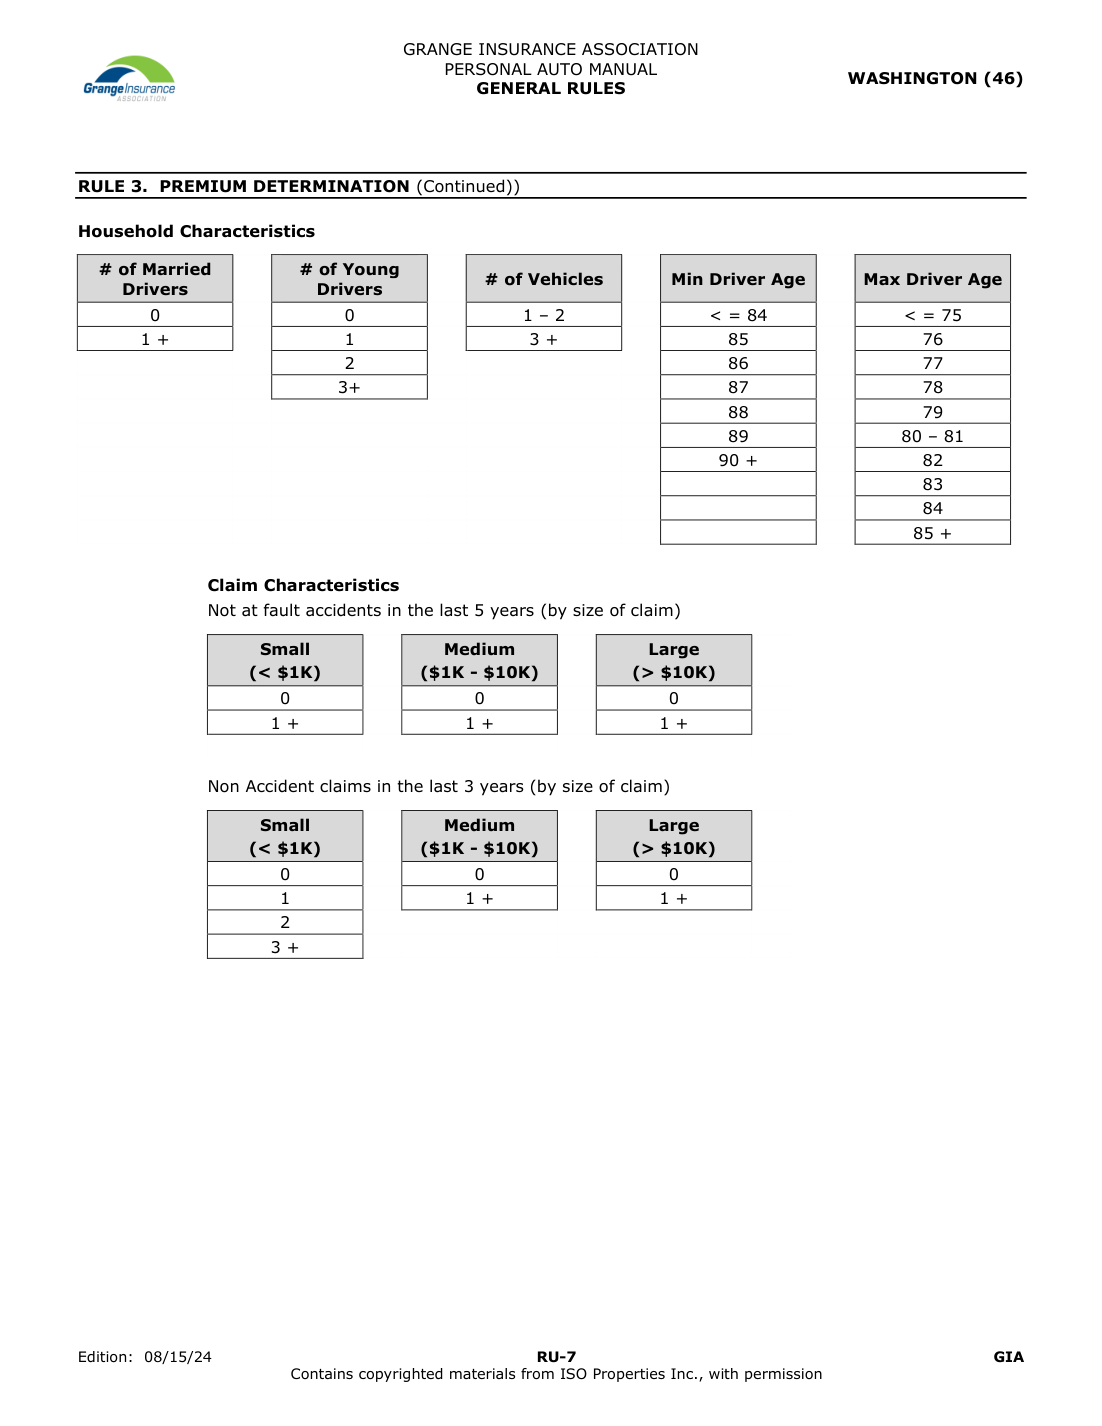 GrangeInsurance
ASSOCIATION
GRANGE INSURANCE ASSOCIATION
PERSONAL AUTO MANUAL
GENERAL RULES
WASHINGTON (46)
RULE 3.  PREMIUM DETERMINATION (Continued))
Household Characteristics
# of Married
Drivers
0
1 +
# of Young
Drivers
0
1
2
3+
# of Vehicles
1 – 2
3 +
Min Driver Age
< = 84
85
86
87
88
89
90 +
Max Driver Age
< = 75
76
77
78
79
80 – 81
82
83
84
85 +
Claim Characteristics
Not at fault accidents in the last 5 years (by size of claim)
Small
(< $1K)
0
1 +
Medium
($1K - $10K)
0
1 +
Large
(> $10K)
0
1 +
Non Accident claims in the last 3 years (by size of claim)
Small
(< $1K)
0
1
2
3 +
Medium
($1K - $10K)
0
1 +
Large
(> $10K)
0
1 +
Edition:  08/15/24
RU-7
GIA
Contains copyrighted materials from ISO Properties Inc., with permission